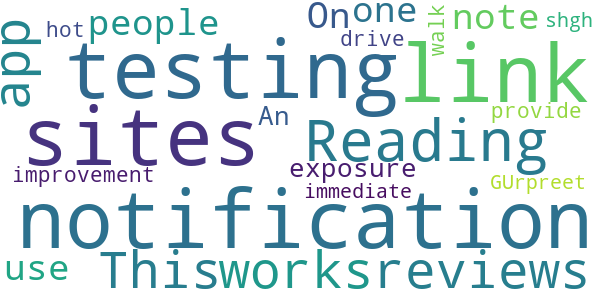 hot people On one note shgh
app testing link drive walk
provide
sites An Reading
improvement exposure GUrpreet
immediate
notification
use This works reviews